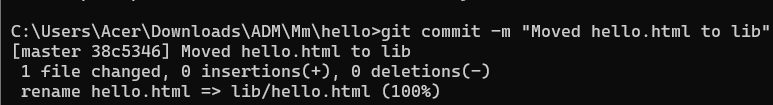 C:\Users\Acer\Downloads\ADM\Mm\hello>git commit -m "Moved hello.html to lib"
[master 38c5346] Moved hello.html to lib
 1 file changed, 0 insertions(+), 0 deletions(-)
 rename hello.html => lib/hello.html (100%)